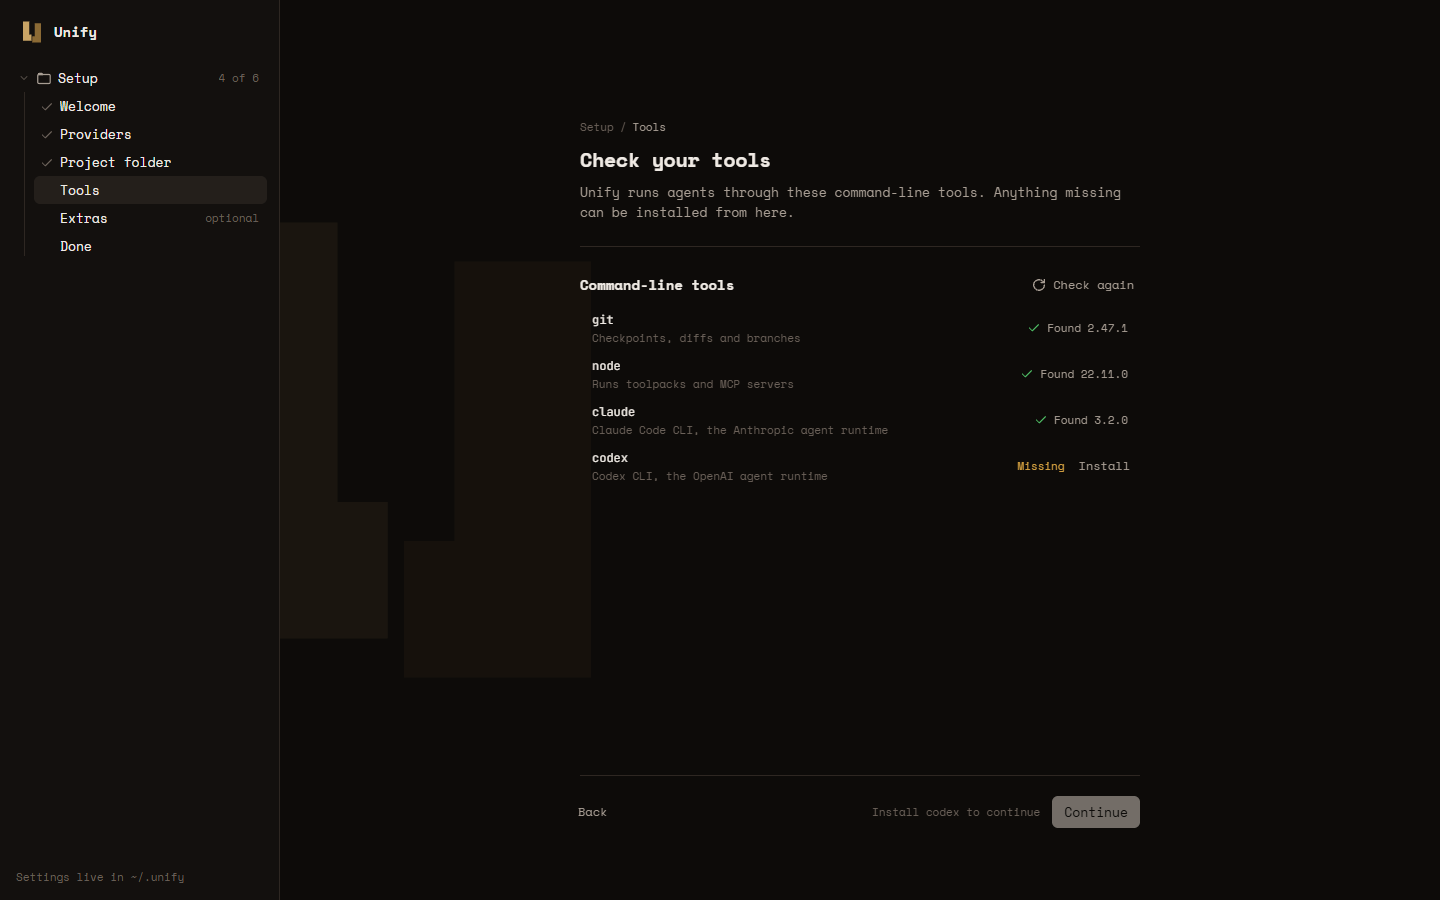 Unify
Setup 4 of 6
Welcome
Providers
Project folder
Tools
Extras optional
Done
Settings live in ~/.unify
Setup / Tools
Check your tools
Unify runs agents through these command-line tools. Anything missing
can be installed from here.
Command-line tools Check again
git
Checkpoints, diffs and branches
Found 2.47.1
node
Runs toolpacks and MCP servers
Found 22.11.0
claude
Claude Code CLI, the Anthropic agent runtime
Found 3.2.0
codex
Codex CLI, the OpenAI agent runtime
Missing Install
Back Install codex to continue Continue